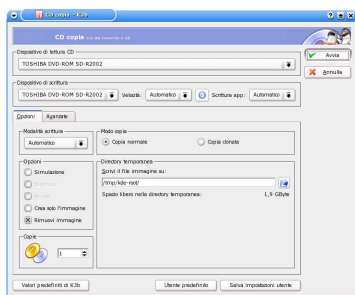 CD copia - K3b
CD copia
Dispositivo di lettura CD
TOSHIBA DVD-ROM SD-R2002
Avvia
Annulla
Dispositivo di scrittura
TOSHIBA DVD-ROM SD-R2002 Velocità: Automatico Scrittura app: Automatico
Opzioni Avanzate
Modalità scrittura
Automatico
Modo copia
Copia normale Copia clonata
Opzioni
Simulazione
Crea solo l'immagine
Rimuovi immagine
Directory temporanea
Scrivi il file immagine su:
/tmp/kde-root/
Spazio libero nella directory temporanea: 1,9 GByte
Copie
1
Valori predefiniti di K3b Utente predefinito Salva impostazioni utente